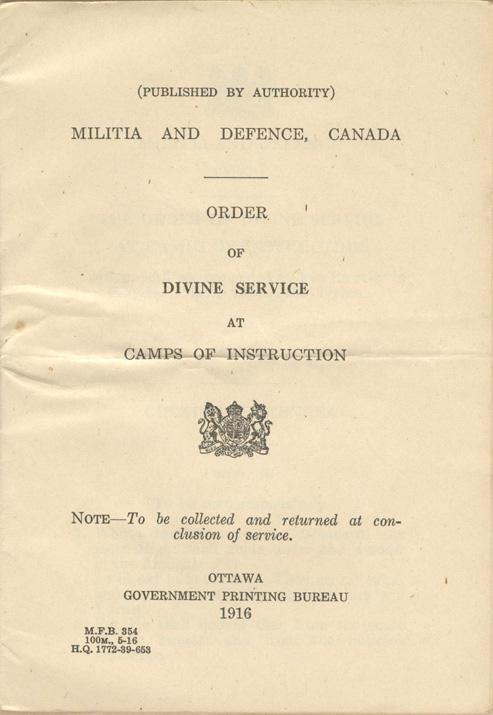 (PUBLISHED BY AUTHORITY)
MILITIA AND DEFENCE, CANADA
ORDER
OF
DIVINE SERVICE
AT
CAMPS OF INSTRUCTION
NOTE—To be collected and returned at con-
clusion of service.
OTTAWA
GOVERNMENT PRINTING BUREAU
1916
M.F.B. 354
100M., 5-16
H.Q. 1772-39-653